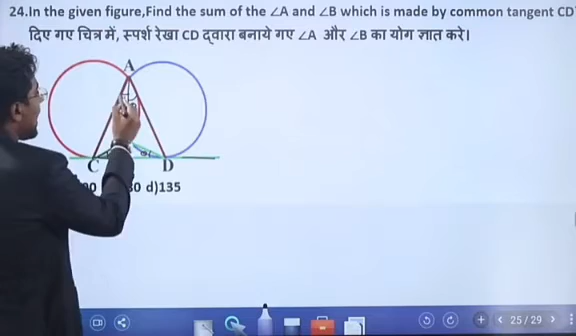 24.In the given figure,Find the sum of the ∠A and ∠B which is made by common tangent CD
दिए गए चित्र में, स्पर्श रेखा CD द्वारा बनाये गए ∠A और ∠B का योग ज्ञात करे।
A
C D
d)135
25 / 29